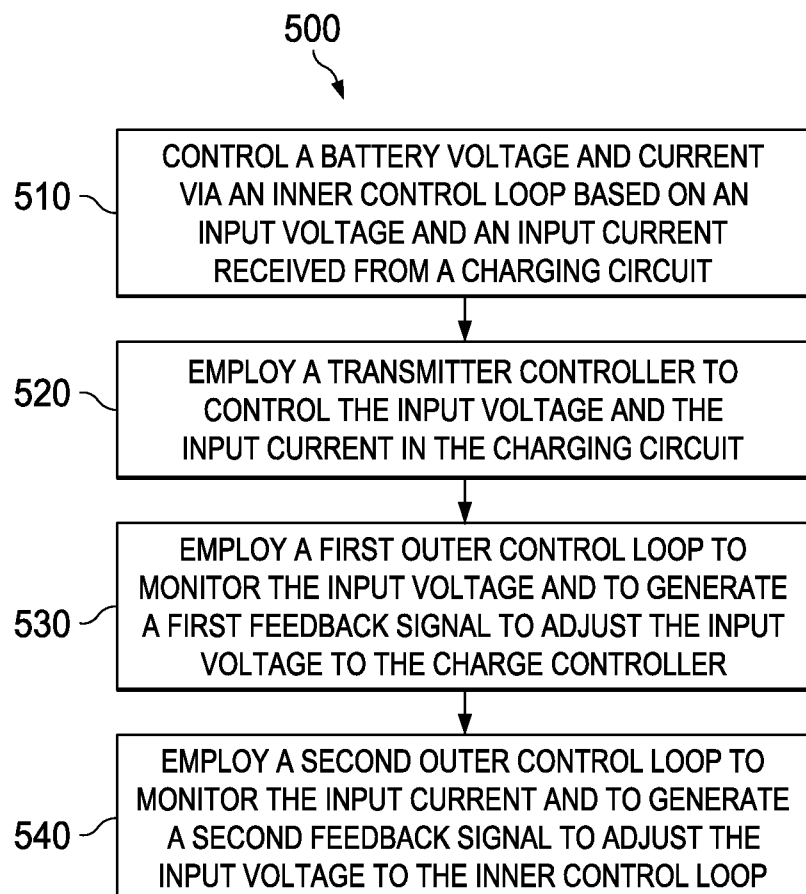 500
510
CONTROL A BATTERY VOLTAGE AND CURRENT
VIA AN INNER CONTROL LOOP BASED ON AN
INPUT VOLTAGE AND AN INPUT CURRENT
RECEIVED FROM A CHARGING CIRCUIT
520
EMPLOY A TRANSMITTER CONTROLLER TO
CONTROL THE INPUT VOLTAGE AND THE
INPUT CURRENT IN THE CHARGING CIRCUIT
530
EMPLOY A FIRST OUTER CONTROL LOOP TO
MONITOR THE INPUT VOLTAGE AND TO GENERATE
A FIRST FEEDBACK SIGNAL TO ADJUST THE INPUT
VOLTAGE TO THE CHARGE CONTROLLER
540
EMPLOY A SECOND OUTER CONTROL LOOP TO
MONITOR THE INPUT CURRENT AND TO GENERATE
A SECOND FEEDBACK SIGNAL TO ADJUST THE
INPUT VOLTAGE TO THE INNER CONTROL LOOP